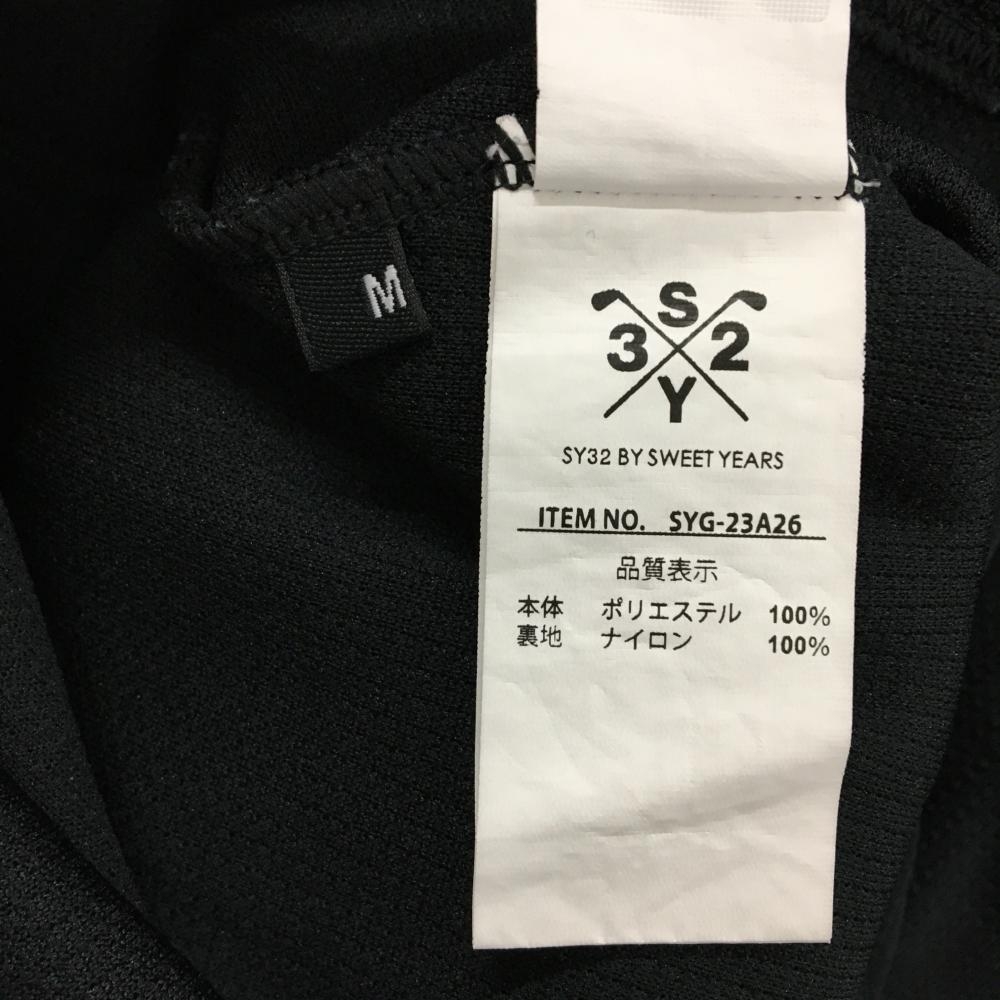 M
S
3 2
Y
SY32 BY SWEET YEARS
ITEM NO. SYG-23A26
品質表示
本体 ポリエステル 100%
裏地 ナイロン 100%